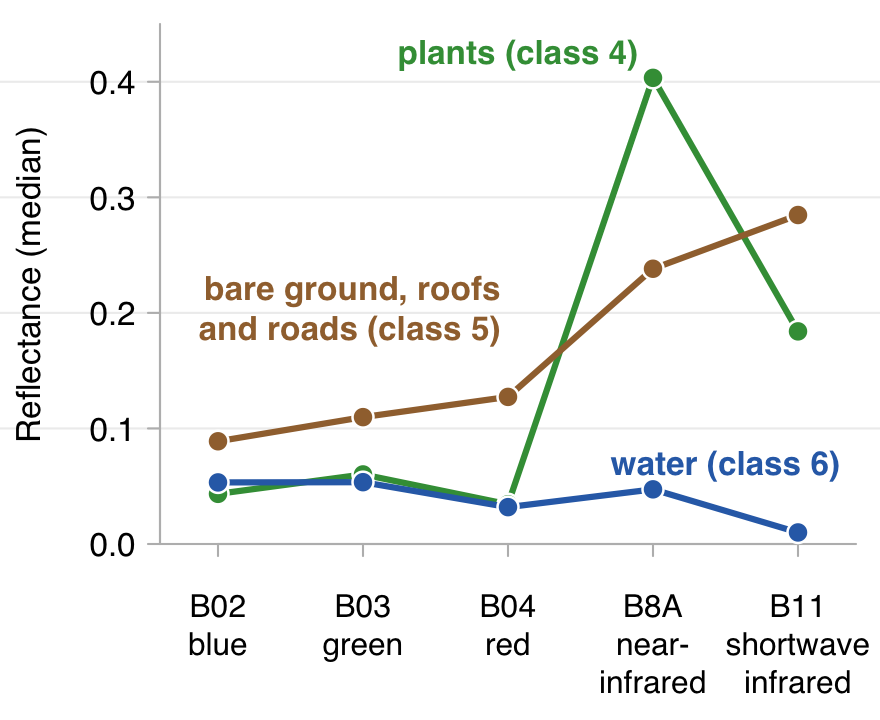 plants (class 4)
0.4
0.3
0.2
0.1
0.0
Reflectance (median)
bare ground, roofs
and roads (class 5)
water (class 6)
B02
blue
B03
green
B04
red
B8A
near-
infrared
B11
shortwave
infrared